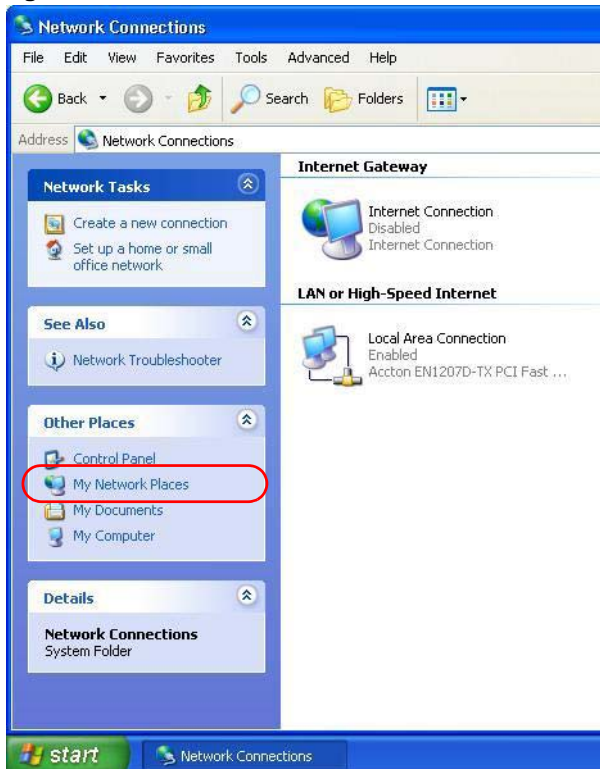 Network Connections
File Edit View Favorites Tools Advanced Help
Back Search Folders
Address Network Connections
Network Tasks
Create a new connection
Set up a home or small
office network
See Also
Network Troubleshooter
Other Places
Control Panel
My Network Places
My Documents
My Computer
Details
Network Connections
System Folder
Internet Gateway
Internet Connection
Disabled
Internet Connection
LAN or High-Speed Internet
Local Area Connection
Enabled
Accton EN1207D-TX PCI Fast ...
start Network Connections